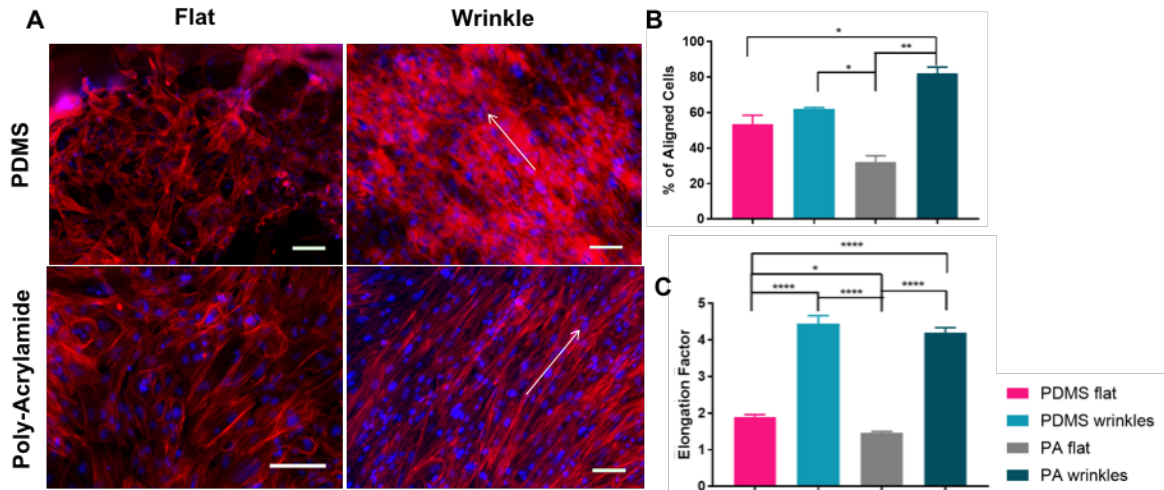 A
Flat
Wrinkle
PDMS
Poly-Acrylamide
B
% of Aligned Cells
100
80
60
40
20
0
*
*
**
C
Elongation Factor
5
4
3
2
1
0
****
*
****
****
****
PDMS flat
PDMS wrinkles
PA flat
PA wrinkles